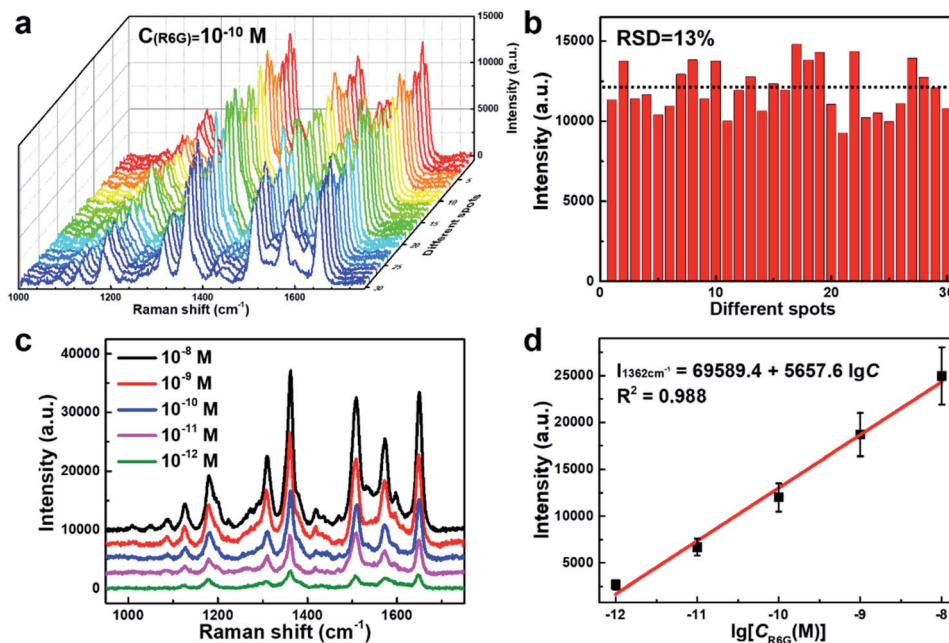 a
C(R6G)=10⁻¹⁰ M
15000
10000
5000
0
Intensity (a.u.)
5
10
15
20
25
30
Different spots
1000
1200
1400
1600
Raman shift (cm⁻¹)
b
RSD=13%
15000
10000
5000
0
Intensity (a.u.)
0
10
20
30
Different spots
c
10⁻⁸ M
10⁻⁹ M
10⁻¹⁰ M
10⁻¹¹ M
10⁻¹² M
40000
30000
20000
10000
0
Intensity (a.u.)
1000
1200
1400
1600
Raman shift (cm⁻¹)
d
I₁₃₆₂cm⁻¹ = 69589.4 + 5657.6 lgC
R² = 0.988
25000
20000
15000
10000
5000
0
Intensity (a.u.)
-12
-11
-10
-9
-8
lg[C_R6G(M)]